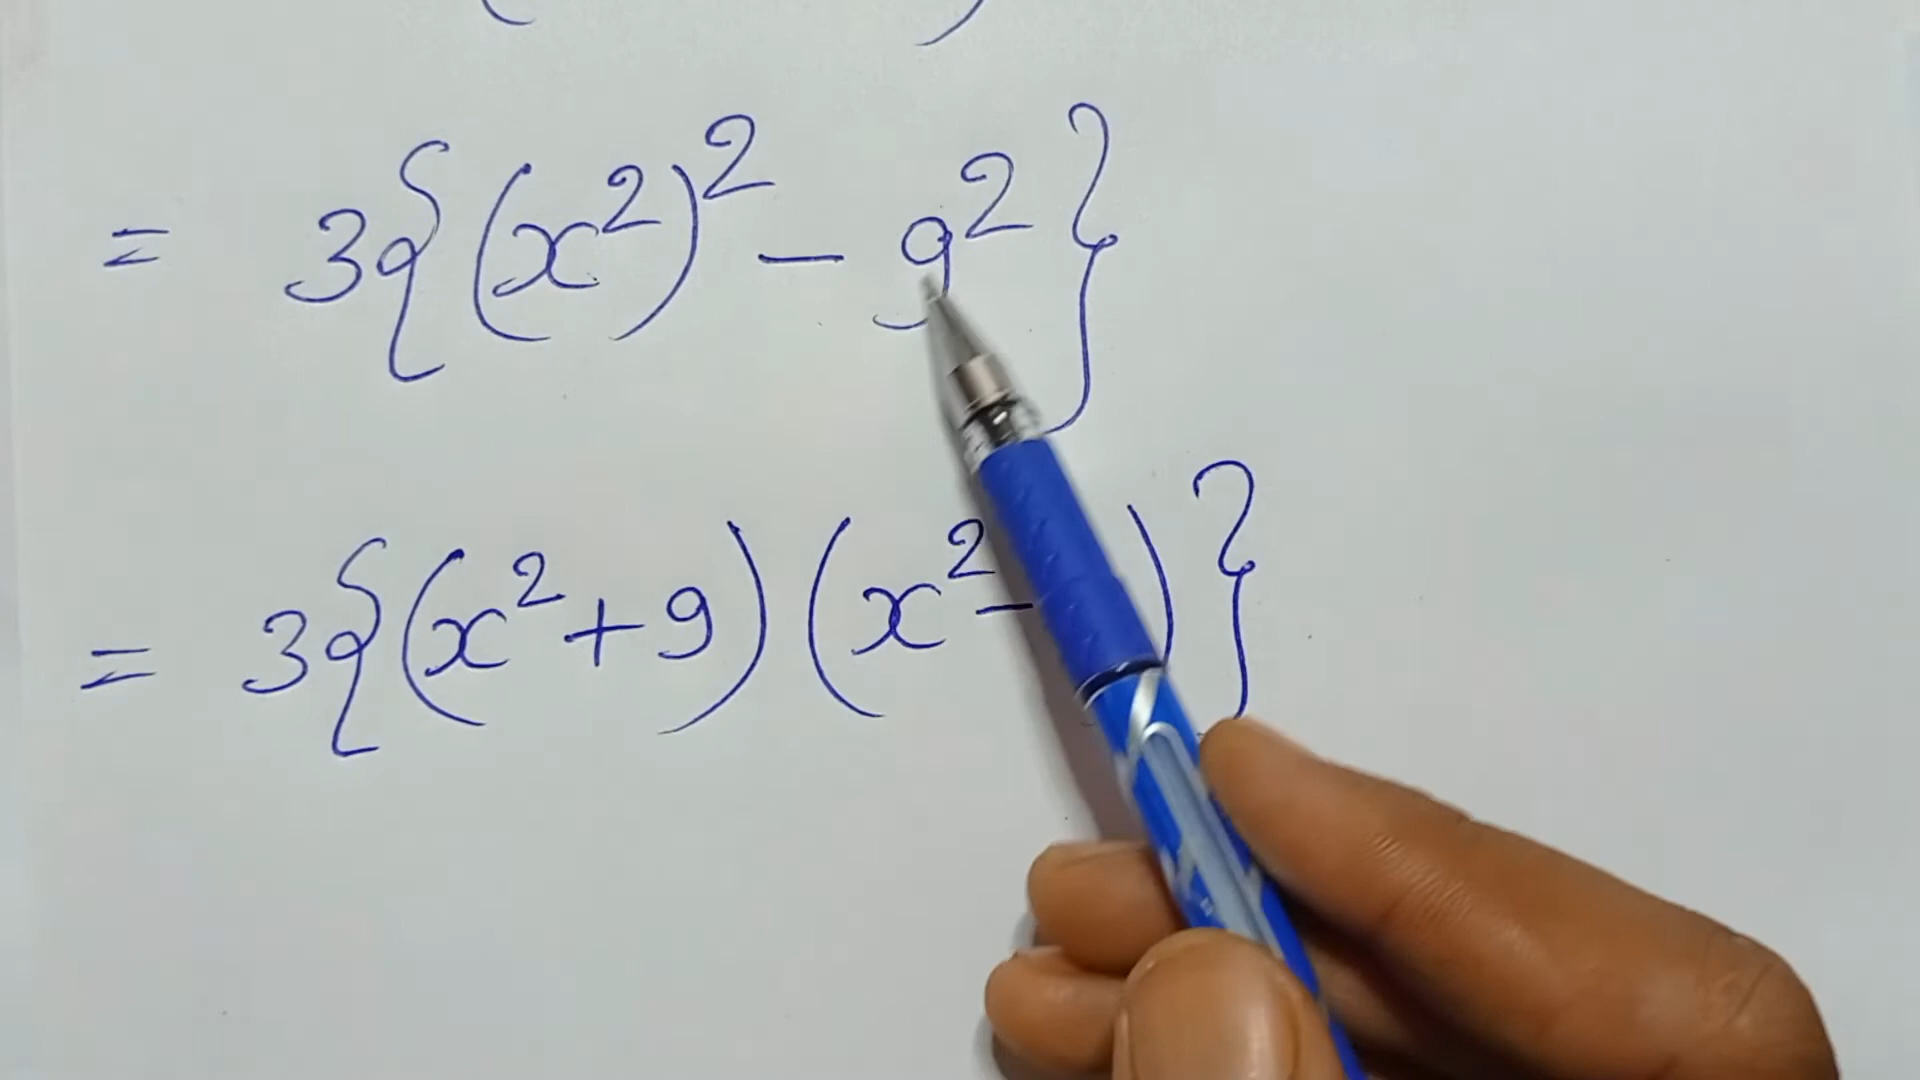 = 3{(x²)² - 9²}
= 3{(x²+9)(x²- )}